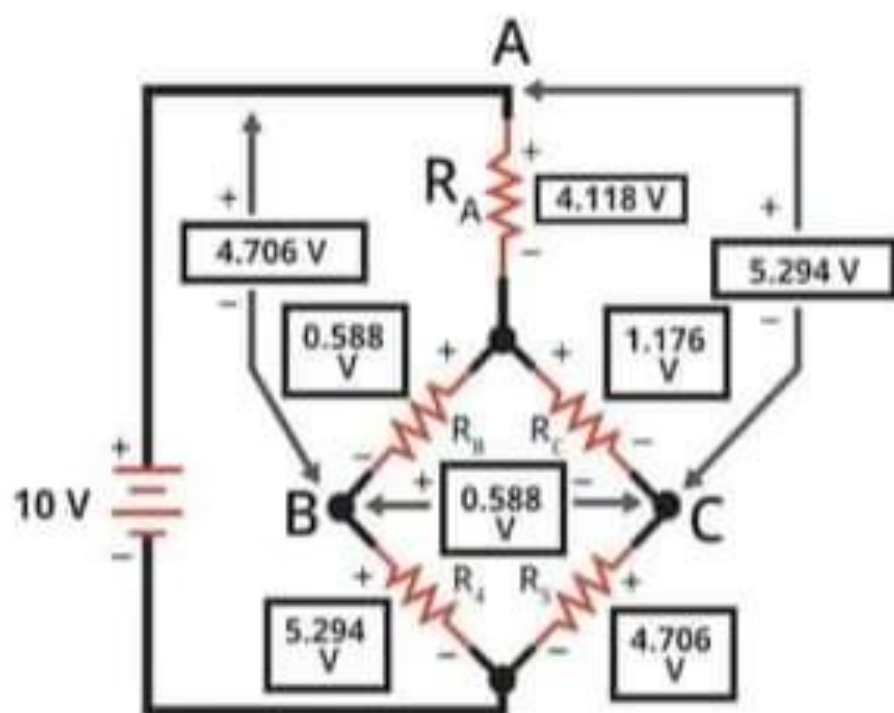 A
+
R_A
4.118 V
+
4.706 V
+
5.294 V
−
−
−
0.588
V
1.176
V
+
+
R_B
R_C
−
−
+
10 V
−
B
+
0.588
V
−
C
+
R_4
R_5
+
5.294
V
4.706
V
−
−